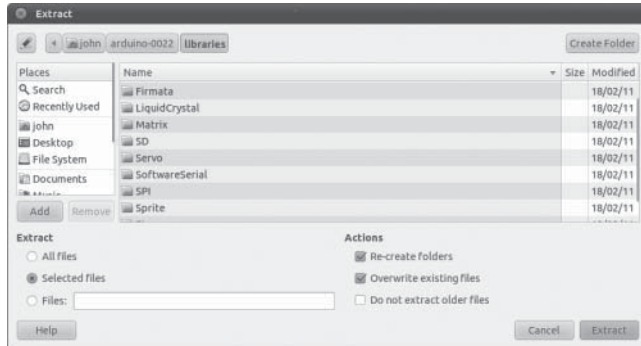 Extract
john arduino-0022 libraries Create Folder
Places Name Size Modified
Search Firmata 18/02/11
Recently Used LiquidCrystal 18/02/11
john Matrix 18/02/11
Desktop SD 18/02/11
File System Servo 18/02/11
Documents SoftwareSerial 18/02/11
SPI 18/02/11
Add Remove Sprite 18/02/11
Extract Actions
All files Re-create folders
Selected files Overwrite existing files
Files: Do not extract older files
Help Cancel Extract